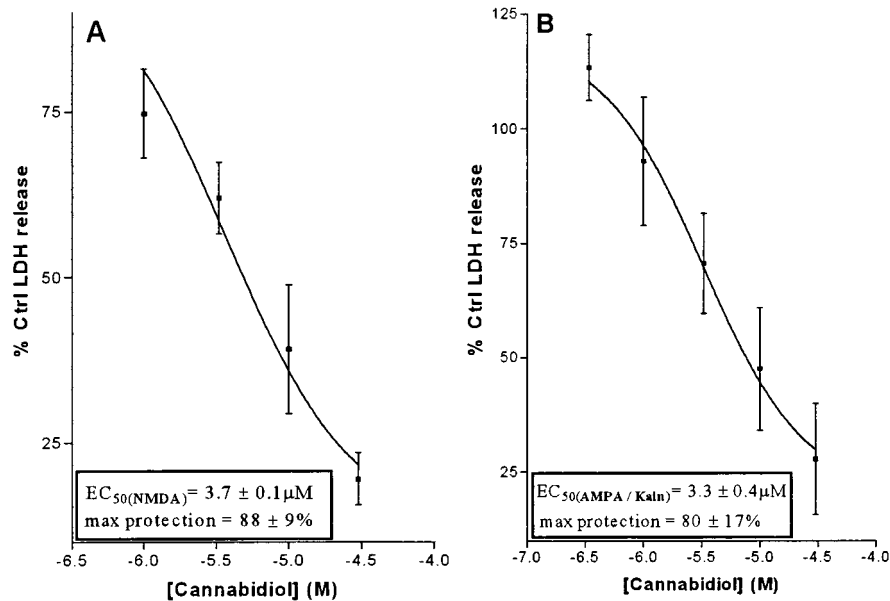 A
% Ctrl LDH release
75
50
25
EC50(NMDA)= 3.7 ± 0.1µM
max protection = 88 ± 9%
-6.5 -6.0 -5.5 -5.0 -4.5 -4.0
[Cannabidiol] (M)
B
% Ctrl LDH release
125
100
75
50
25
EC50(AMPA / Kain) = 3.3 ± 0.4µM
max protection = 80 ± 17%
-7.0 -6.5 -6.0 -5.5 -5.0 -4.5 -4.0
[Cannabidiol] (M)